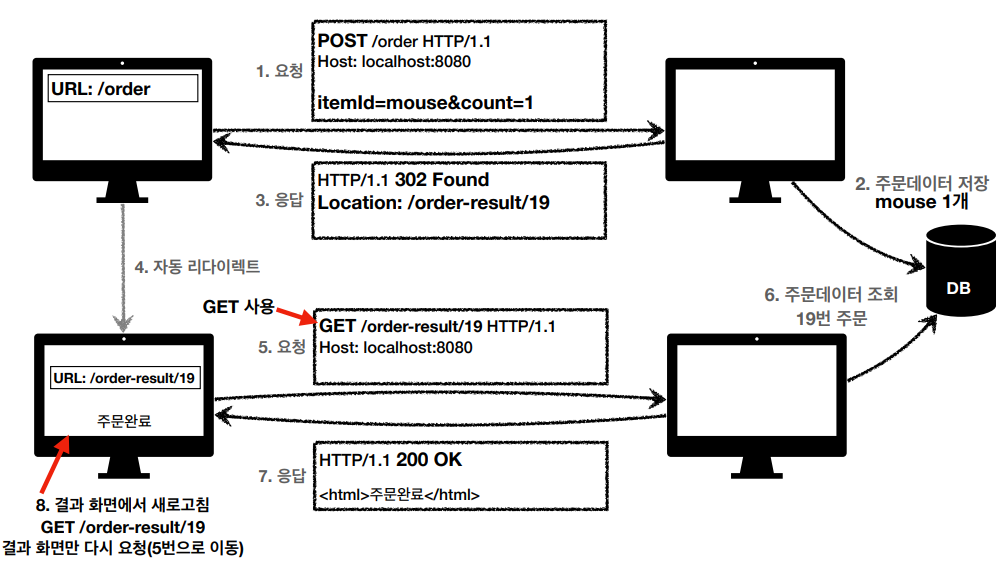 POST /order HTTP/1.1
Host: localhost:8080
itemId=mouse&count=1
1. 요청
URL: /order
HTTP/1.1 302 Found
Location: /order-result/19
3. 응답
2. 주문데이터 저장
mouse 1개
DB
4. 자동 리다이렉트
GET 사용
GET /order-result/19 HTTP/1.1
Host: localhost:8080
5. 요청
6. 주문데이터 조회
19번 주문
URL: /order-result/19
주문완료
HTTP/1.1 200 OK
<html>주문완료</html>
7. 응답
8. 결과 화면에서 새로고침
GET /order-result/19
결과 화면만 다시 요청(5번으로 이동)